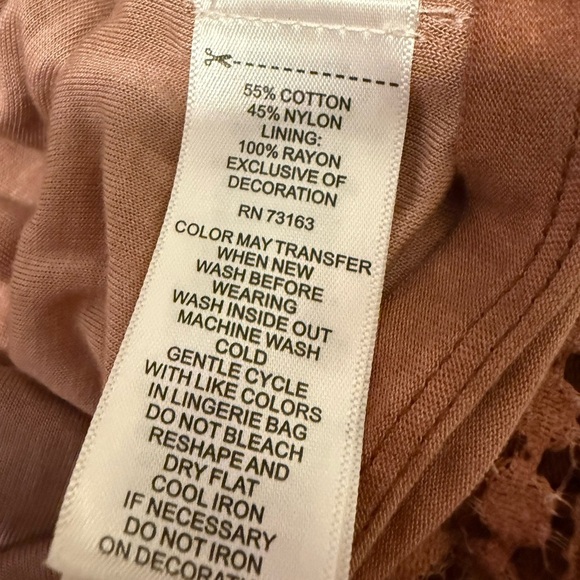 55% COTTON
45% NYLON
LINING:
100% RAYON
EXCLUSIVE OF
DECORATION
RN 73163
COLOR MAY TRANSFER
WHEN NEW
WASH BEFORE
WEARING
WASH INSIDE OUT
MACHINE WASH
COLD
GENTLE CYCLE
WITH LIKE COLORS
IN LINGERIE BAG
DO NOT BLEACH
RESHAPE AND
DRY FLAT
COOL IRON
IF NECESSARY
DO NOT IRON
ON